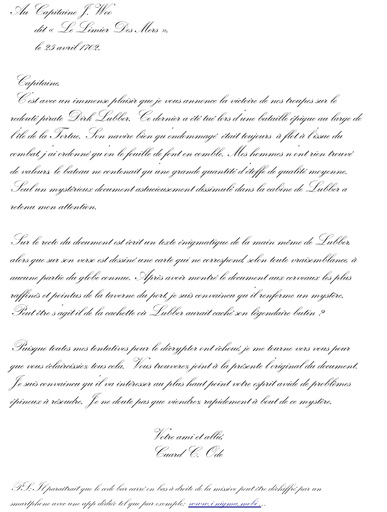 Au Capitaine J. Wee
dit « Le Limier Des Mers »,
le 25 avril 1762.
Capitaine,
C'est avec un immense plaisir que je vous annonce la victoire de nos troupes sur le
redouté pirate Dirk Lubber. Ce dernier a été tué lors d'une bataille épique au large de
l'île de la Tortue. Son navire bien qu'endommagé était toujours à flot à l'issue du
combat, j'ai ordonné qu'on le fouille de font en comble. Mes hommes n'ont rien trouvé
de valeurs, le bateau ne contenait qu'une grande quantité d'étoffe de qualité moyenne.
Seul un mystérieux document astucieusement dissimulé dans la cabine de Lubber a
retenu mon attention.
Sur le recto du document est écrit un texte énigmatique de la main même de Lubber,
alors que sur son verso est dessiné une carte qui ne correspond, selon toute vraisemblance, à
aucune partie du globe connue. Après avoir montré le document aux cerveaux les plus
raffinés et pointus de la taverne du port, je suis convaincu qu'il renferme un mystère.
Peut être s'agit il de la cachette où Lubber aurait caché son légendaire butin ?
Puisque toutes mes tentatives pour le décrypter ont échoué, je me tourne vers vous pour
que vous éclaircissiez tous cela. Vous trouverez joint à la présente l'original du document.
Je suis convaincu qu'il va intéresser au plus haut point votre esprit avide de problèmes
épineux à résoudre. Je ne doute pas que viendrez rapidement à bout de ce mystère.
Votre ami et allié,
Cuard C. Ode
P.S. Il paraitrait que le code bar carré en bas à droite de la missive peut être déchiffré par un
smartphone avec une app dédiée tel que par exemple: